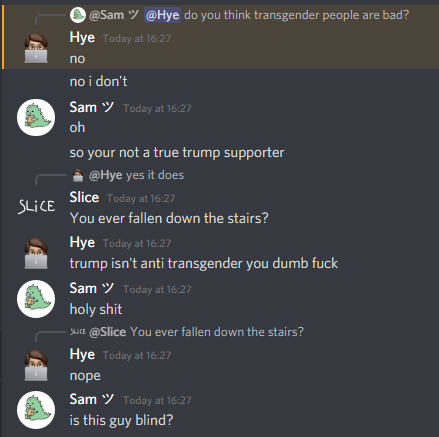 @Sam ツ @Hye do you think transgender people are bad?
Hye Today at 16:27
no
no i don't
Sam ツ Today at 16:27
oh
so your not a true trump supporter
@Hye yes it does
SLiCE
Slice Today at 16:27
You ever fallen down the stairs?
Hye Today at 16:27
trump isn't anti transgender you dumb fuck
Sam ツ Today at 16:27
holy shit
SLiCE @Slice You ever fallen down the stairs?
Hye Today at 16:27
nope
Sam ツ Today at 16:27
is this guy blind?